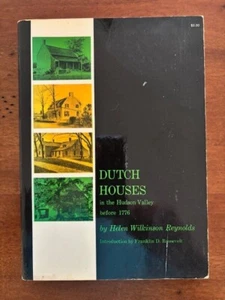 DUTCH
HOUSES
in the Hudson Valley
before 1776
by Helen Wilkinson Reynolds
Introduction by Franklin D. Roosevelt